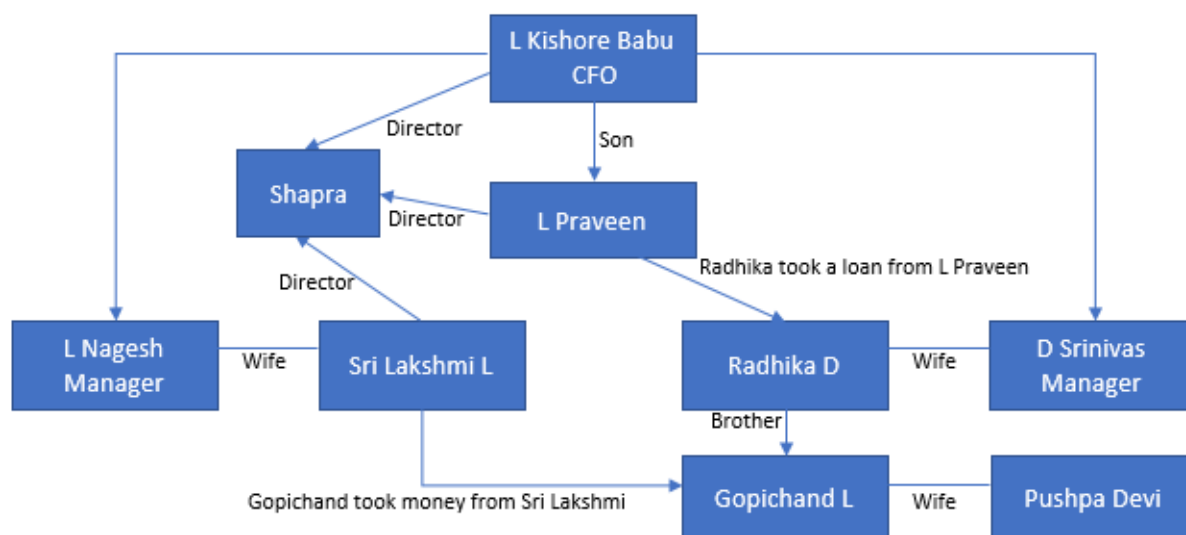 L Kishore Babu
CFO
Director
Son
Shapra
Director
L Praveen
Director
Radhika took a loan from L Praveen
L Nagesh
Manager
Wife
Sri Lakshmi L
Radhika D
Wife
D Srinivas
Manager
Brother
Gopichand took money from Sri Lakshmi
Gopichand L
Wife
Pushpa Devi